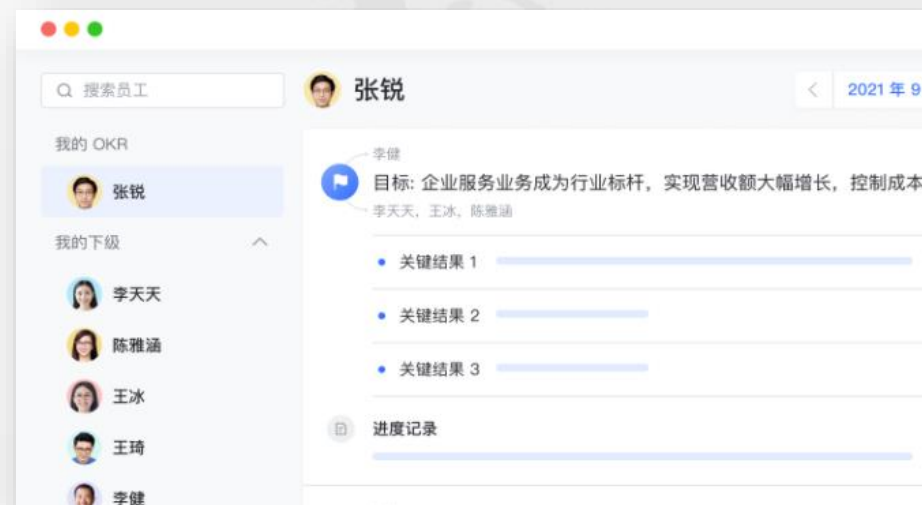 搜索员工
我的 OKR
张锐
我的下级
李天天
陈雅涵
王冰
王琦
李健
张锐
2021 年 9
李健
目标: 企业服务业务成为行业标杆，实现营收额大幅增长，控制成本
李天天，王冰，陈雅涵
关键结果 1
关键结果 2
关键结果 3
进度记录